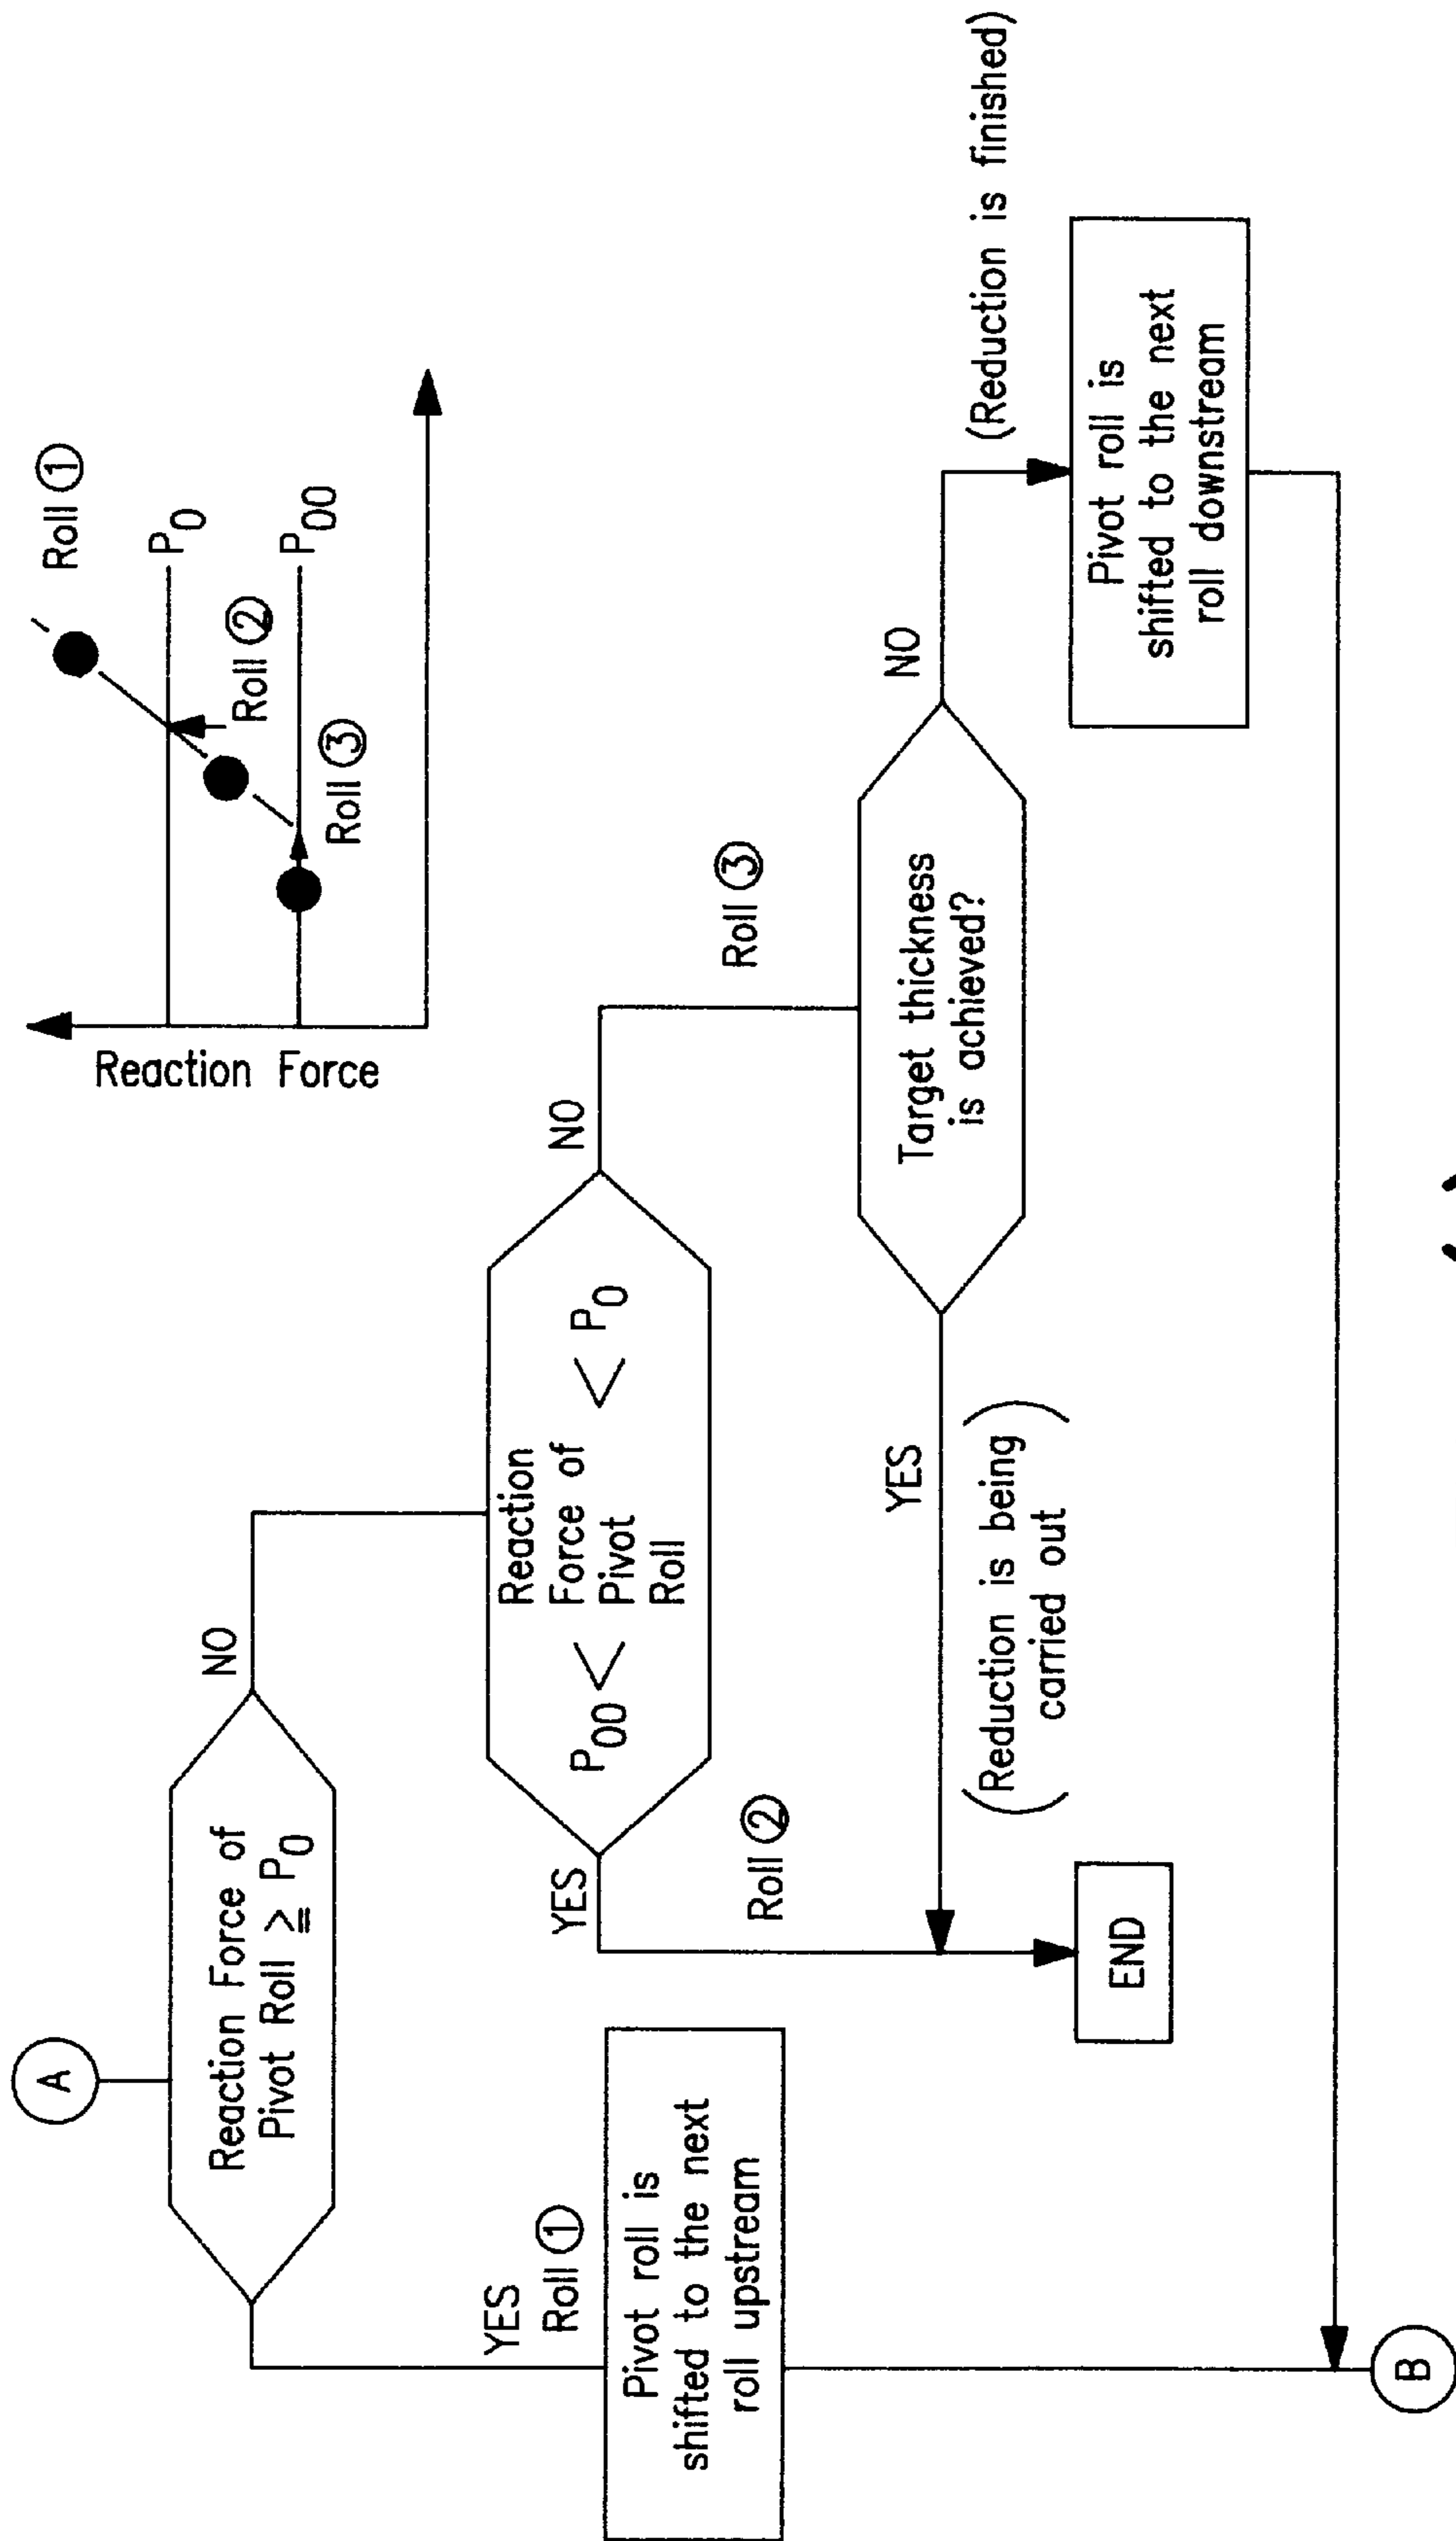 A
Reaction Force of
Pivot Roll ≧ P0
NO
YES
Roll ①
Pivot roll is
shifted to the next
roll upstream
B
Reaction
Force of
P00 < Pivot < P0
Roll
YES
Roll ②
END
NO
Roll ③
Target thickness
is achieved?
YES
(Reduction is being
carried out)
NO
(Reduction is finished)
Pivot roll is
shifted to the next
roll downstream
Reaction Force
Roll ①
P0
Roll ②
P00
Roll ③